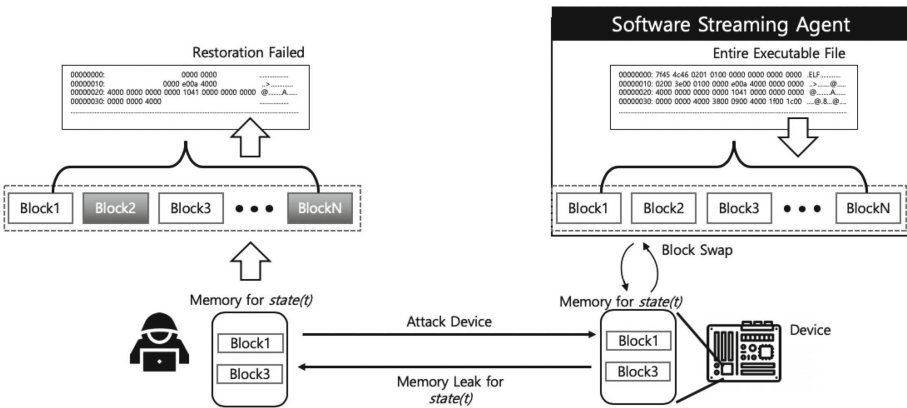 Software Streaming Agent
Restoration Failed
Entire Executable File
00000000: 0000 0000 ..............
00000010: 0000 e00a 4000 ..>.............
00000020: 4000 0000 0000 0000 1041 0000 0000 0000 @........A......
00000030: 0000 0000 4000 ..............
00000000: 7f45 4c46 0201 0100 0000 0000 0000 0000 .ELF............
00000010: 0200 3e00 0100 0000 e00a 4000 0000 0000 ..>.......@.....
00000020: 4000 0000 0000 0000 1041 0000 0000 0000 @........A......
00000030: 0000 0000 4000 3800 0900 4000 1f00 1c00 ....@.8...@.....
Block1
Block2
Block3
BlockN
Block1
Block2
Block3
BlockN
Block Swap
Memory for state(t)
Memory for state(t)
Attack Device
Device
Block1
Block3
Block1
Block3
Memory Leak for
state(t)